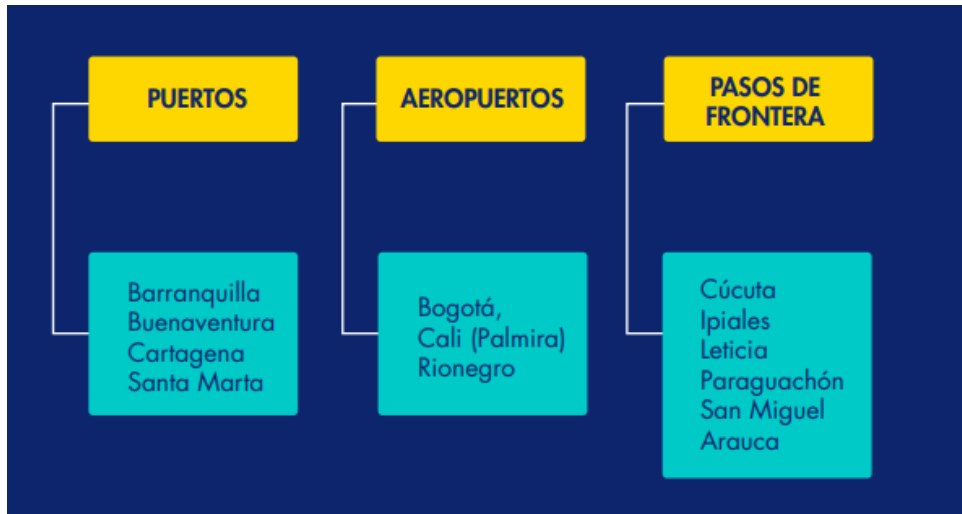 PUERTOS
Barranquilla
Buenaventura
Cartagena
Santa Marta
AEROPUERTOS
Bogotá,
Cali (Palmira)
Rionegro
PASOS DE
FRONTERA
Cúcuta
Ipiales
Leticia
Paraguachón
San Miguel
Arauca